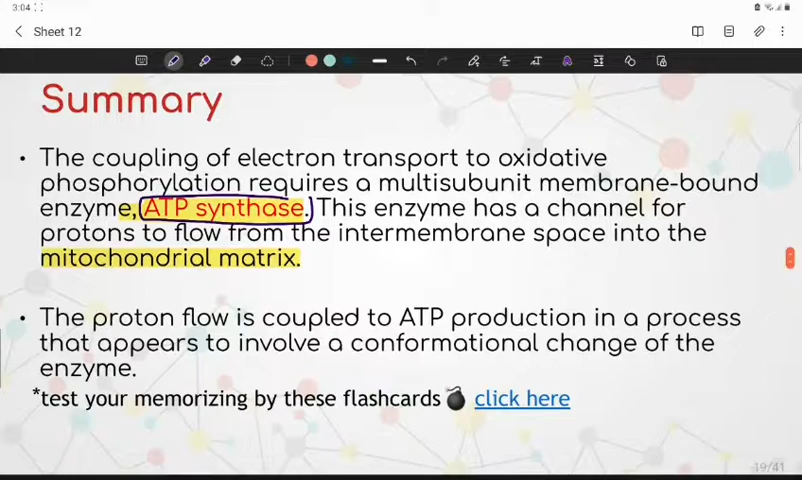 3:04
Sheet 12
Summary
• The coupling of electron transport to oxidative
phosphorylation requires a multisubunit membrane-bound
enzyme, ATP synthase. This enzyme has a channel for
protons to flow from the intermembrane space into the
mitochondrial matrix.
• The proton flow is coupled to ATP production in a process
that appears to involve a conformational change of the
enzyme.
*test your memorizing by these flashcards 💣 click here
19/41